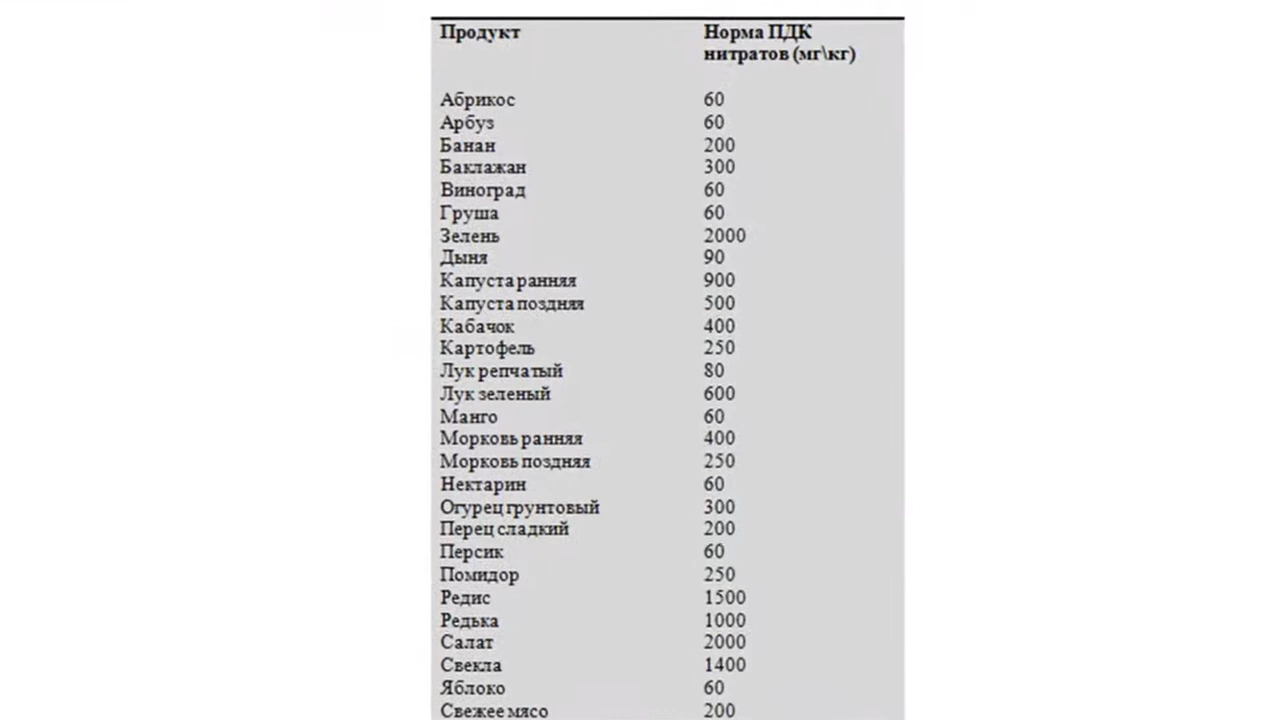 Продукт Норма ПДК
нитратов (мг\кг)
Абрикос 60
Арбуз 60
Банан 200
Баклажан 300
Виноград 60
Груша 60
Зелень 2000
Дыня 90
Капуста ранняя 900
Капуста поздняя 500
Кабачок 400
Картофель 250
Лук репчатый 80
Лук зеленый 600
Манго 60
Морковь ранняя 400
Морковь поздняя 250
Нектарин 60
Огурец грунтовый 300
Перец сладкий 200
Персик 60
Помидор 250
Редис 1500
Редька 1000
Салат 2000
Свекла 1400
Яблоко 60
Свежее мясо 200